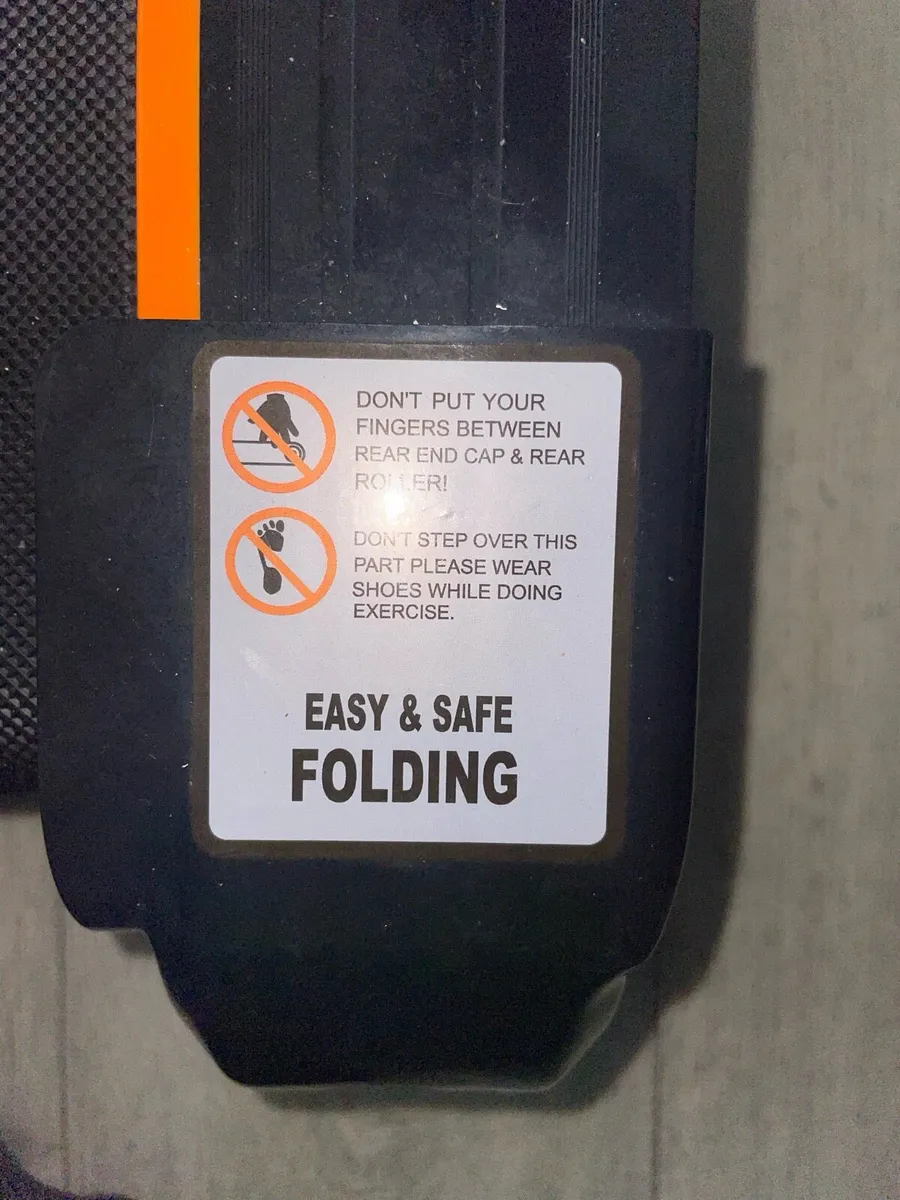 DON'T PUT YOUR
FINGERS BETWEEN
REAR END CAP & REAR
ROLLER!
DON'T STEP OVER THIS
PART PLEASE WEAR
SHOES WHILE DOING
EXERCISE.
EASY & SAFE
FOLDING